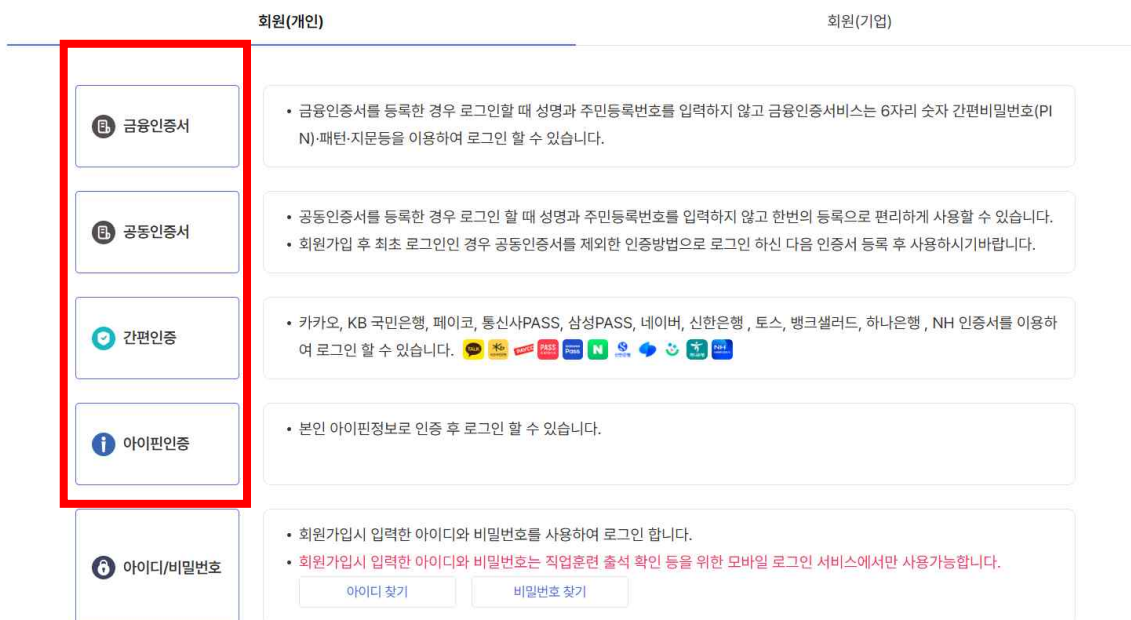 회원(개인) 회원(기업)
금융인증서
• 금융인증서를 등록한 경우 로그인할 때 성명과 주민등록번호를 입력하지 않고 금융인증서비스는 6자리 숫자 간편비밀번호(PI
N)·패턴·지문등을 이용하여 로그인 할 수 있습니다.
공동인증서
• 공동인증서를 등록한 경우 로그인 할 때 성명과 주민등록번호를 입력하지 않고 한번의 등록으로 편리하게 사용할 수 있습니다.
• 회원가입 후 최초 로그인인 경우 공동인증서를 제외한 인증방법으로 로그인 하신 다음 인증서 등록 후 사용하시기바랍니다.
간편인증
• 카카오, KB 국민은행, 페이코, 통신사PASS, 삼성PASS, 네이버, 신한은행 , 토스, 뱅크샐러드, 하나은행 , NH 인증서를 이용하
여 로그인 할 수 있습니다. TALK Kb PAYCO PASS Pass N NH
아이핀인증
• 본인 아이핀정보로 인증 후 로그인 할 수 있습니다.
아이디/비밀번호
• 회원가입시 입력한 아이디와 비밀번호를 사용하여 로그인 합니다.
• 회원가입시 입력한 아이디와 비밀번호는 직업훈련 출석 확인 등을 위한 모바일 로그인 서비스에서만 사용가능합니다.
아이디 찾기 비밀번호 찾기